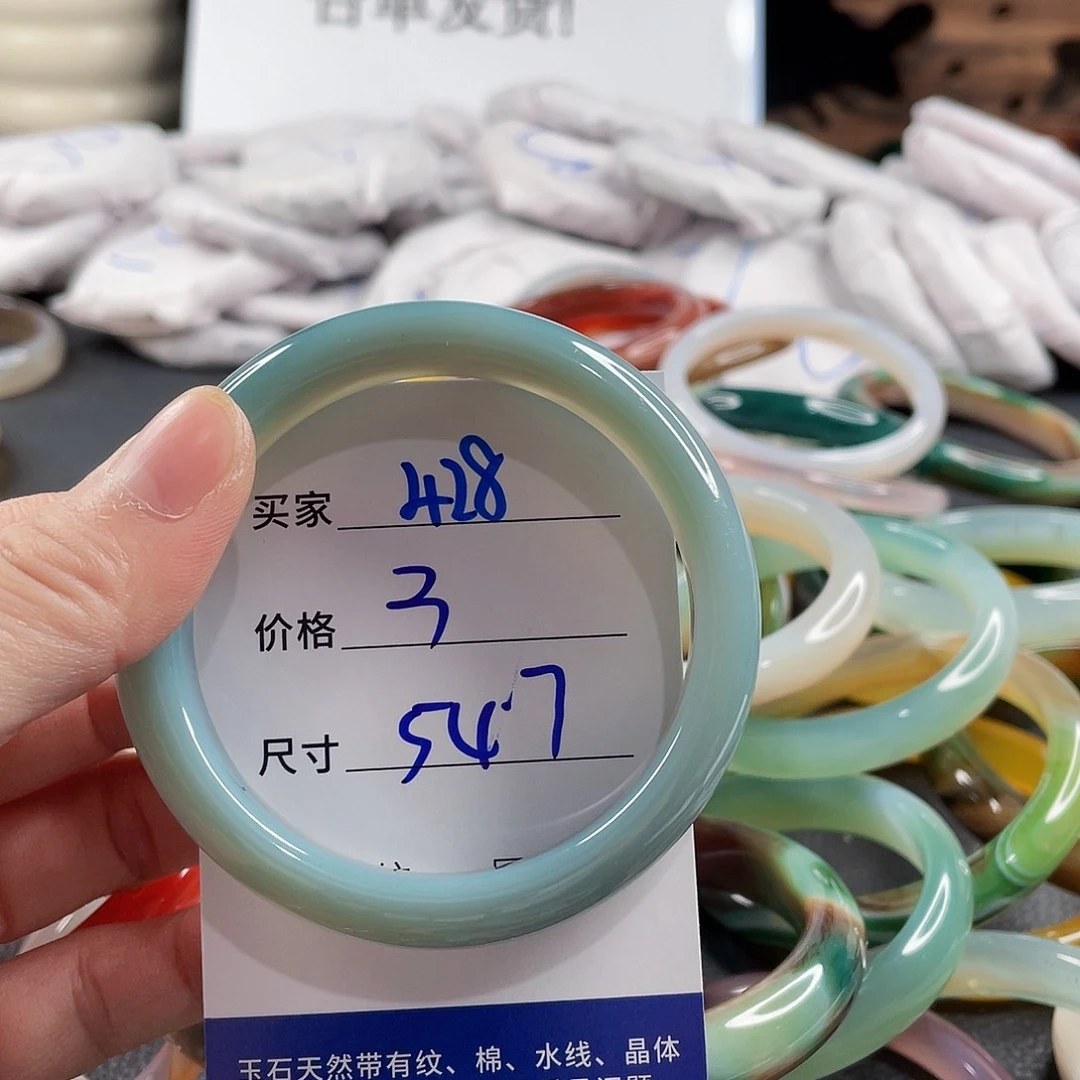 买家 428
价格 3
尺寸 54.7
玉石天然带有纹、棉、水线、晶体